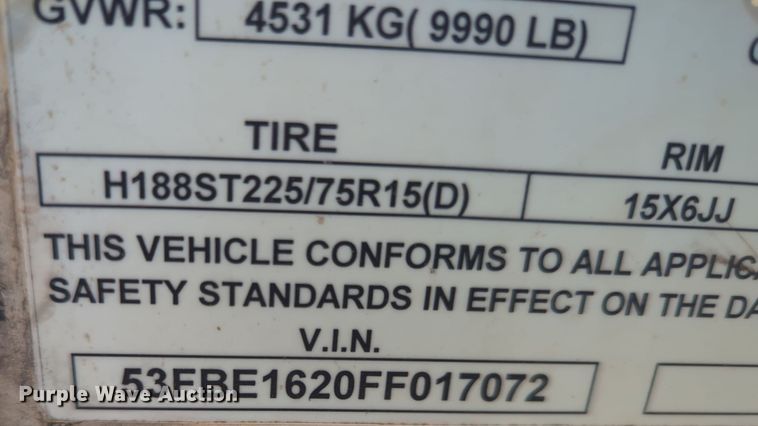 GVWR: 4531 KG( 9990 LB)
TIRE RIM
H188ST225/75R15(D) 15X6JJ
THIS VEHICLE CONFORMS TO ALL
SAFETY STANDARDS IN EFFECT ON THE
V.I.N.
53FBE1620FF017072
Purple Wave Auction